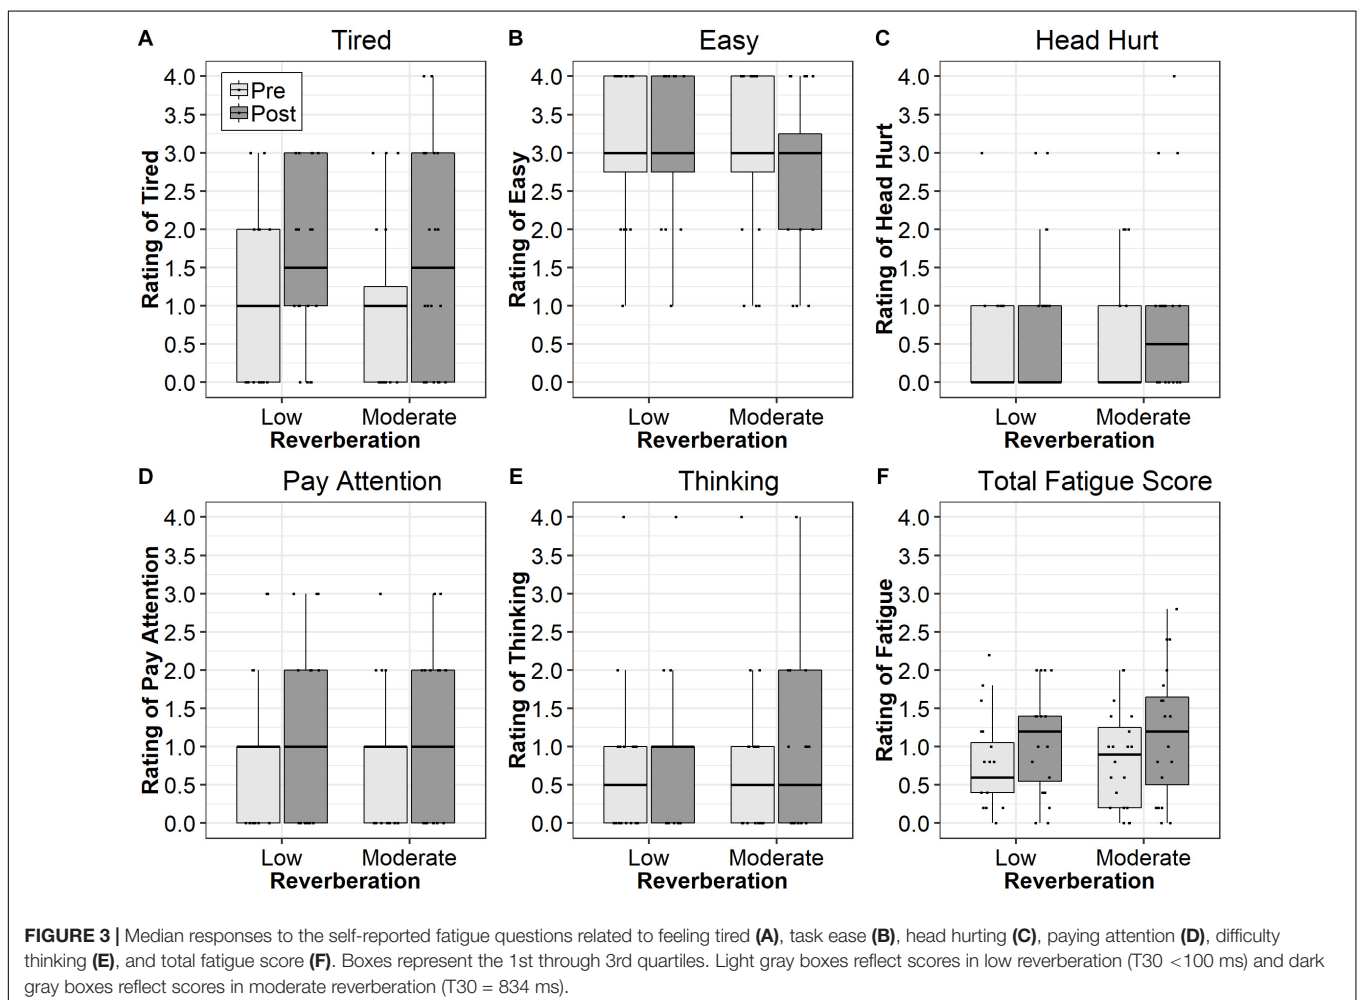 A Tired
4.0
3.5
3.0
2.5
2.0
1.5
1.0
0.5
0.0
Rating of Tired
Pre
Post
Low Moderate
Reverberation
B Easy
4.0
3.5
3.0
2.5
2.0
1.5
1.0
0.5
0.0
Rating of Easy
Low Moderate
Reverberation
C Head Hurt
4.0
3.5
3.0
2.5
2.0
1.5
1.0
0.5
0.0
Rating of Head Hurt
Low Moderate
Reverberation
D Pay Attention
4.0
3.5
3.0
2.5
2.0
1.5
1.0
0.5
0.0
Rating of Pay Attention
Low Moderate
Reverberation
E Thinking
4.0
3.5
3.0
2.5
2.0
1.5
1.0
0.5
0.0
Rating of Thinking
Low Moderate
Reverberation
F Total Fatigue Score
4.0
3.5
3.0
2.5
2.0
1.5
1.0
0.5
0.0
Rating of Fatigue
Low Moderate
Reverberation
FIGURE 3 | Median responses to the self-reported fatigue questions related to feeling tired (A), task ease (B), head hurting (C), paying attention (D), difficulty
thinking (E), and total fatigue score (F). Boxes represent the 1st through 3rd quartiles. Light gray boxes reflect scores in low reverberation (T30 <100 ms) and dark
gray boxes reflect scores in moderate reverberation (T30 = 834 ms).